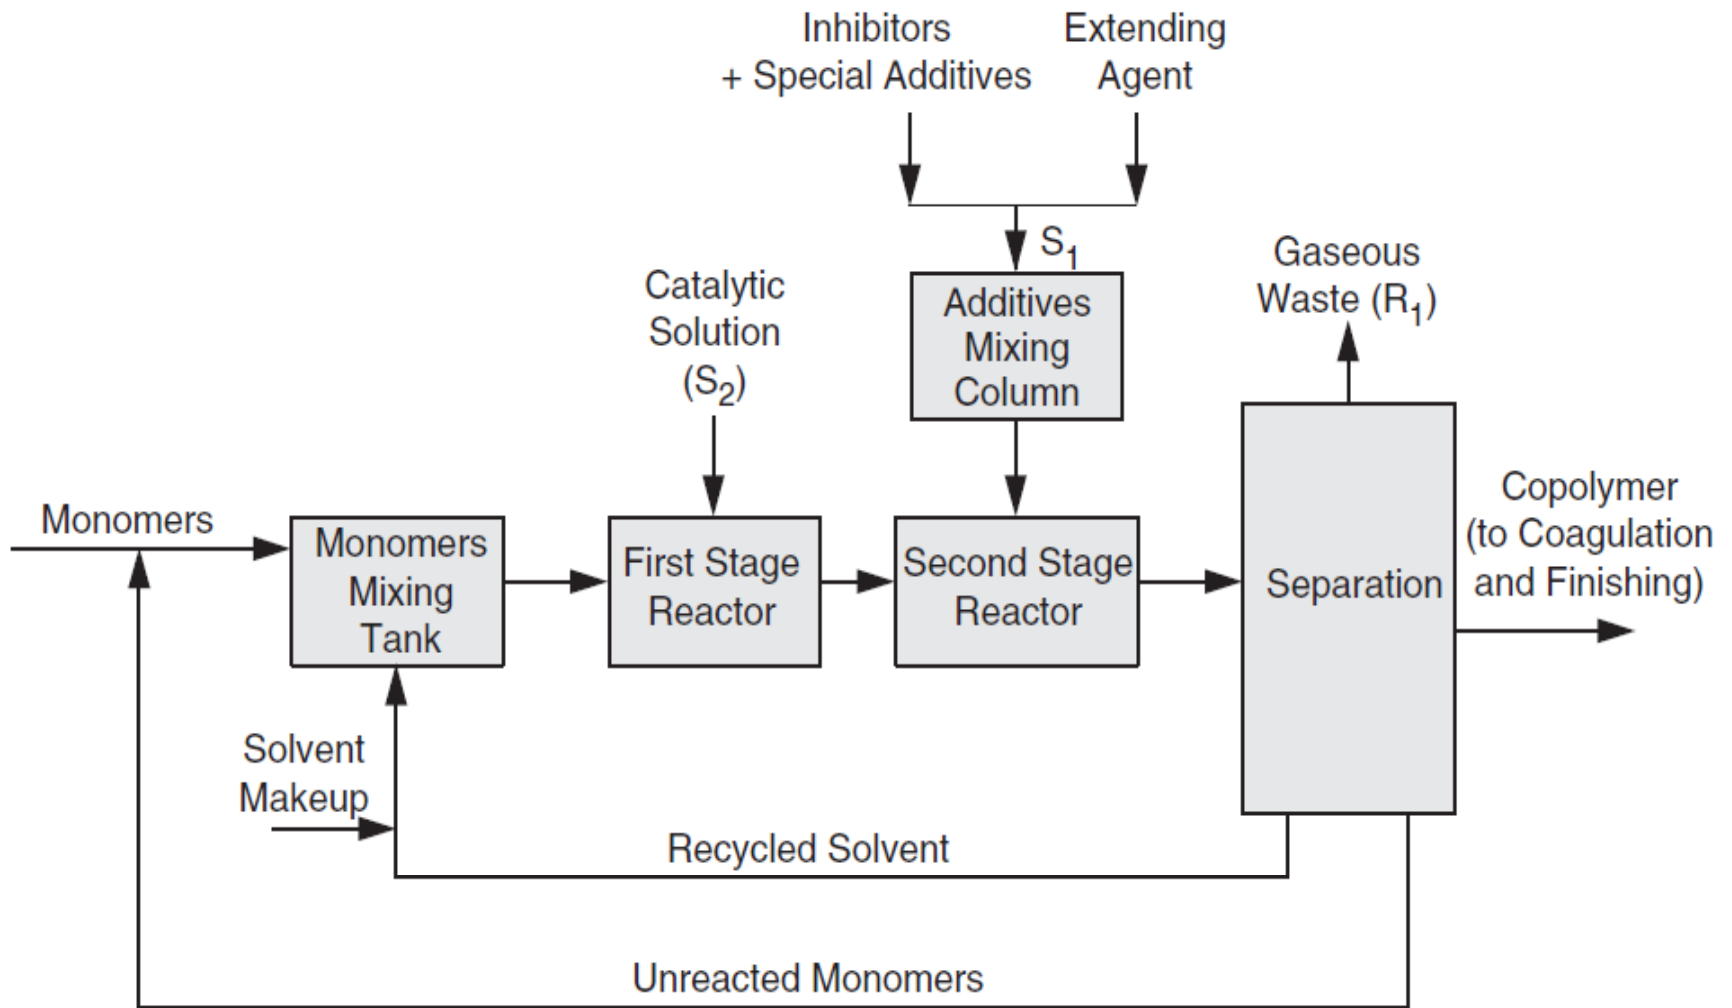 Inhibitors
+ Special Additives
Extending
Agent
S₁
Gaseous
Waste (R₁)
Catalytic
Solution
(S₂)
Additives
Mixing
Column
Copolymer
(to Coagulation
and Finishing)
Monomers
Monomers
Mixing
Tank
First Stage
Reactor
Second Stage
Reactor
Separation
Solvent
Makeup
Recycled Solvent
Unreacted Monomers